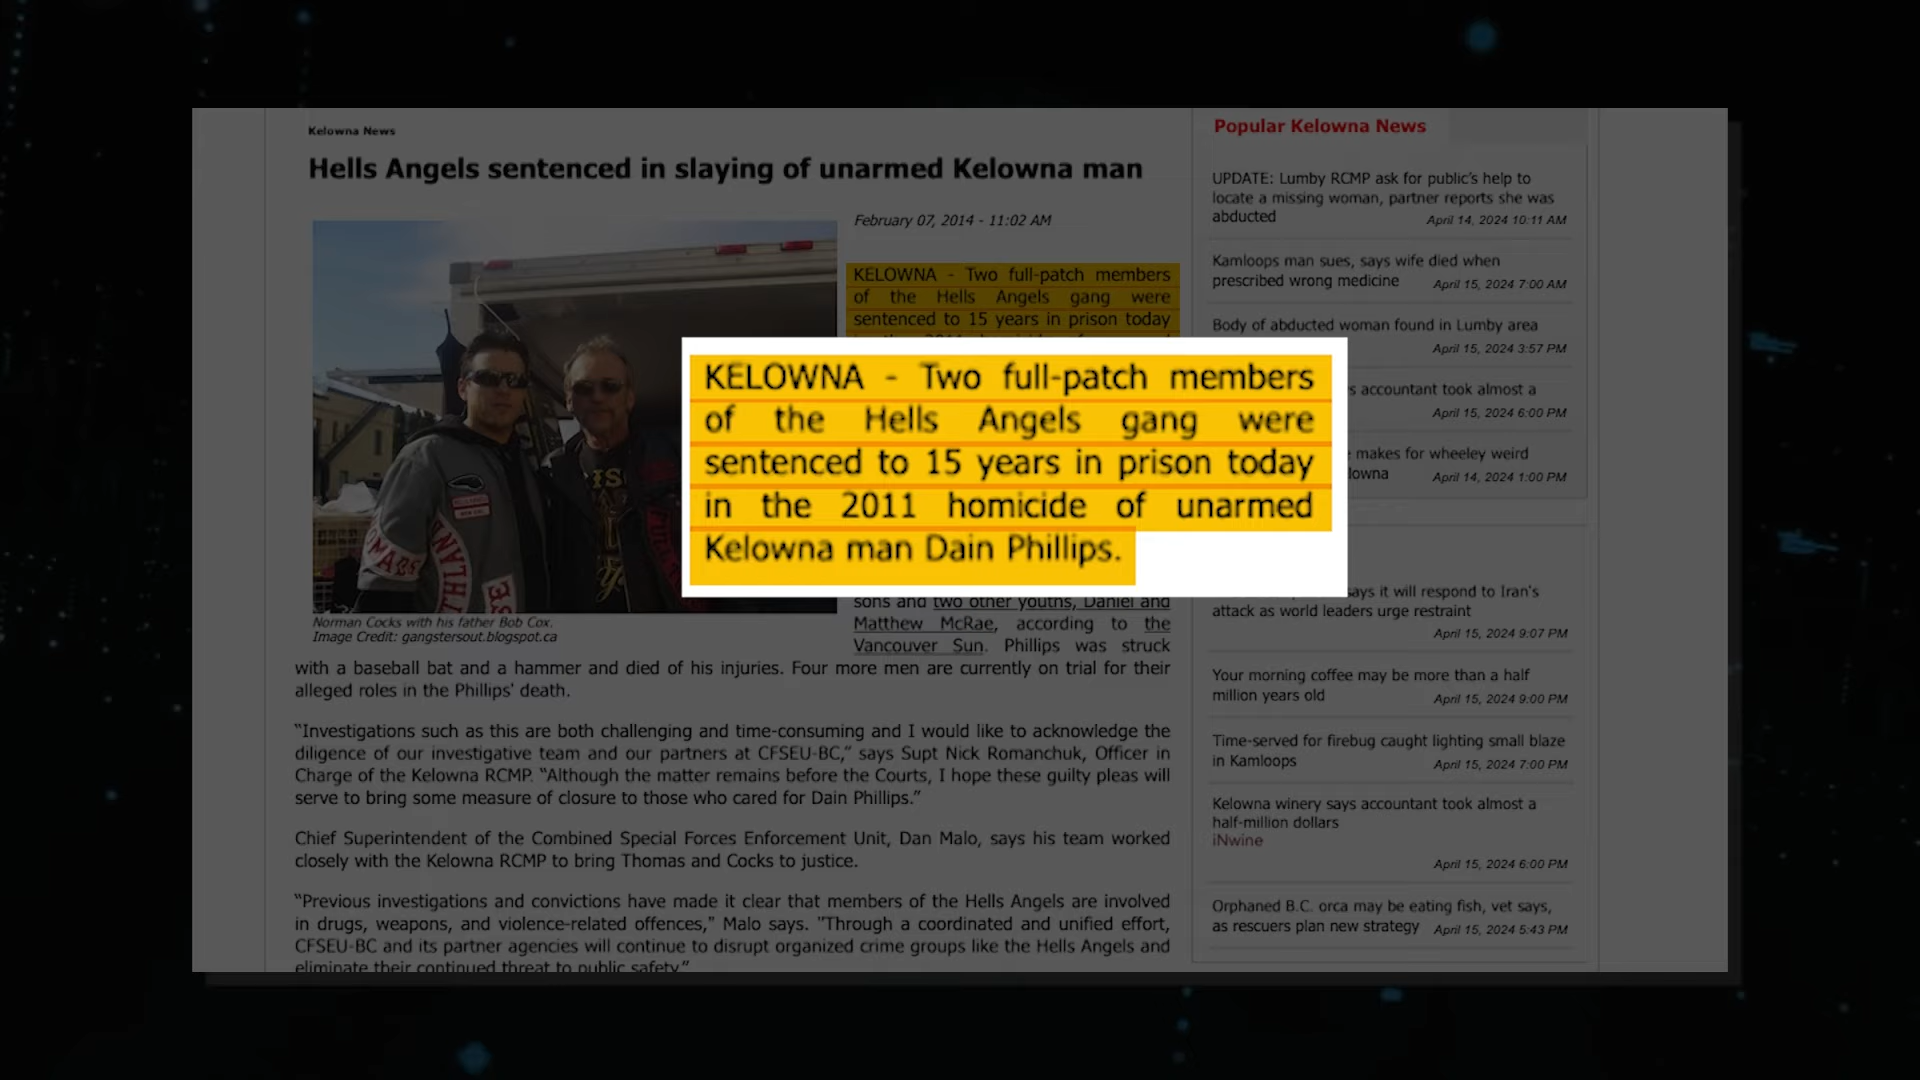 Kelowna News
Hells Angels sentenced in slaying of unarmed Kelowna man
February 07, 2014 - 11:02 AM
KELOWNA - Two full-patch members
of the Hells Angels gang were
sentenced to 15 years in prison today
KELOWNA - Two full-patch members
of the Hells Angels gang were
sentenced to 15 years in prison today
in the 2011 homicide of unarmed
Kelowna man Dain Phillips.
Norman Cocks with his father Bob Cox.
Image Credit: gangstersout.blogspot.ca
sons and two other youths, Daniel and
Matthew McRae, according to the
Vancouver Sun. Phillips was struck
with a baseball bat and a hammer and died of his injuries. Four more men are currently on trial for their
alleged roles in the Phillips' death.
“Investigations such as this are both challenging and time-consuming and I would like to acknowledge the
diligence of our investigative team and our partners at CFSEU-BC,” says Supt Nick Romanchuk, Officer in
Charge of the Kelowna RCMP. “Although the matter remains before the Courts, I hope these guilty pleas will
serve to bring some measure of closure to those who cared for Dain Phillips.”
Chief Superintendent of the Combined Special Forces Enforcement Unit, Dan Malo, says his team worked
closely with the Kelowna RCMP to bring Thomas and Cocks to justice.
“Previous investigations and convictions have made it clear that members of the Hells Angels are involved
in drugs, weapons, and violence-related offences," Malo says. "Through a coordinated and unified effort,
CFSEU-BC and its partner agencies will continue to disrupt organized crime groups like the Hells Angels and
eliminate their continued threat to public safety.”
Popular Kelowna News
UPDATE: Lumby RCMP ask for public's help to
locate a missing woman, partner reports she was
abducted April 14, 2024 10:11 AM
Kamloops man sues, says wife died when
prescribed wrong medicine April 15, 2024 7:00 AM
Body of abducted woman found in Lumby area
April 15, 2024 3:57 PM
accountant took almost a
April 15, 2024 6:00 PM
makes for wheeley weird
April 14, 2024 1:00 PM
says it will respond to Iran's
attack as world leaders urge restraint
April 15, 2024 9:07 PM
Your morning coffee may be more than a half
million years old April 15, 2024 9:00 PM
Time-served for firebug caught lighting small blaze
in Kamloops April 15, 2024 7:00 PM
Kelowna winery says accountant took almost a
half-million dollars
iNwine
April 15, 2024 6:00 PM
Orphaned B.C. orca may be eating fish, vet says,
as rescuers plan new strategy April 15, 2024 5:43 PM